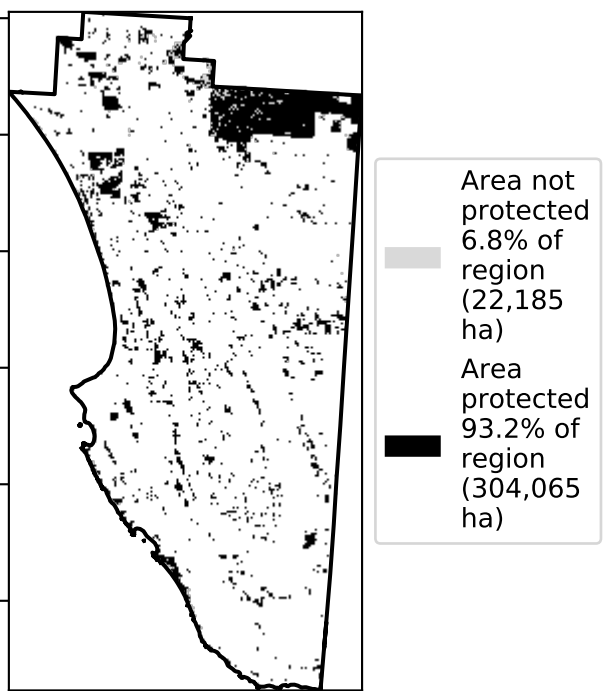 Area not
protected
6.8% of
region
(22,185
ha)
Area
protected
93.2% of
region
(304,065
ha)